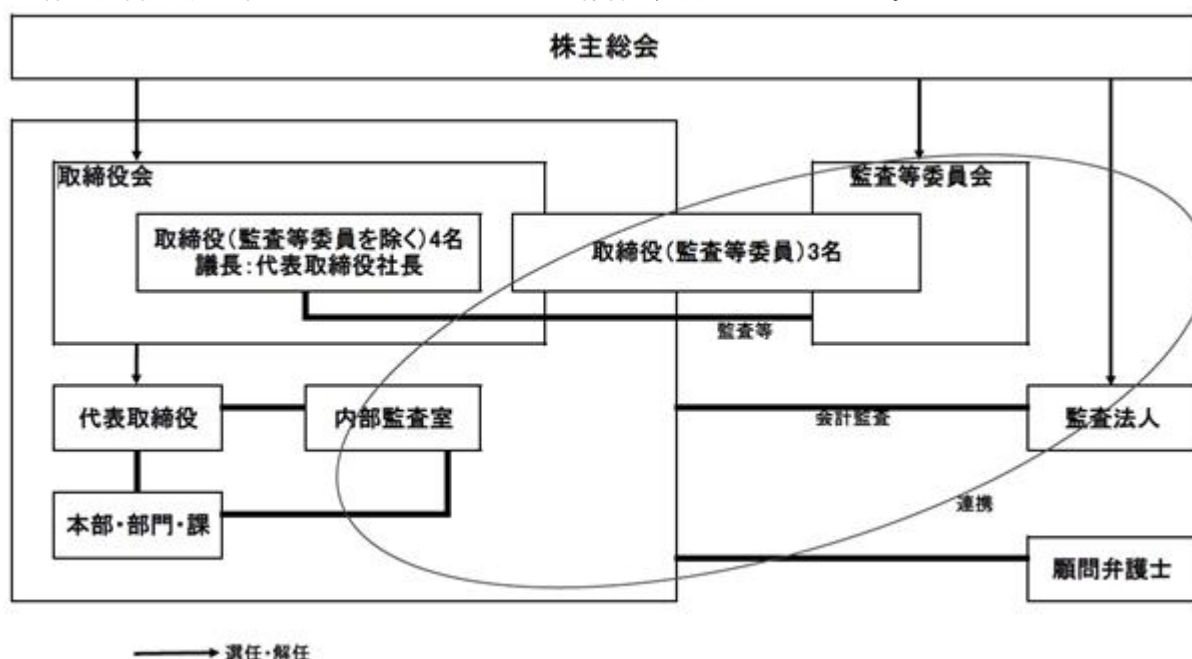 株主総会
取締役会
監査等委員会
取締役(監査等委員を除く)4名
議長:代表取締役社長
取締役(監査等委員)3名
監査等
代表取締役
内部監査室
会計監査
監査法人
連携
本部・部門・課
顧問弁護士
選任・解任